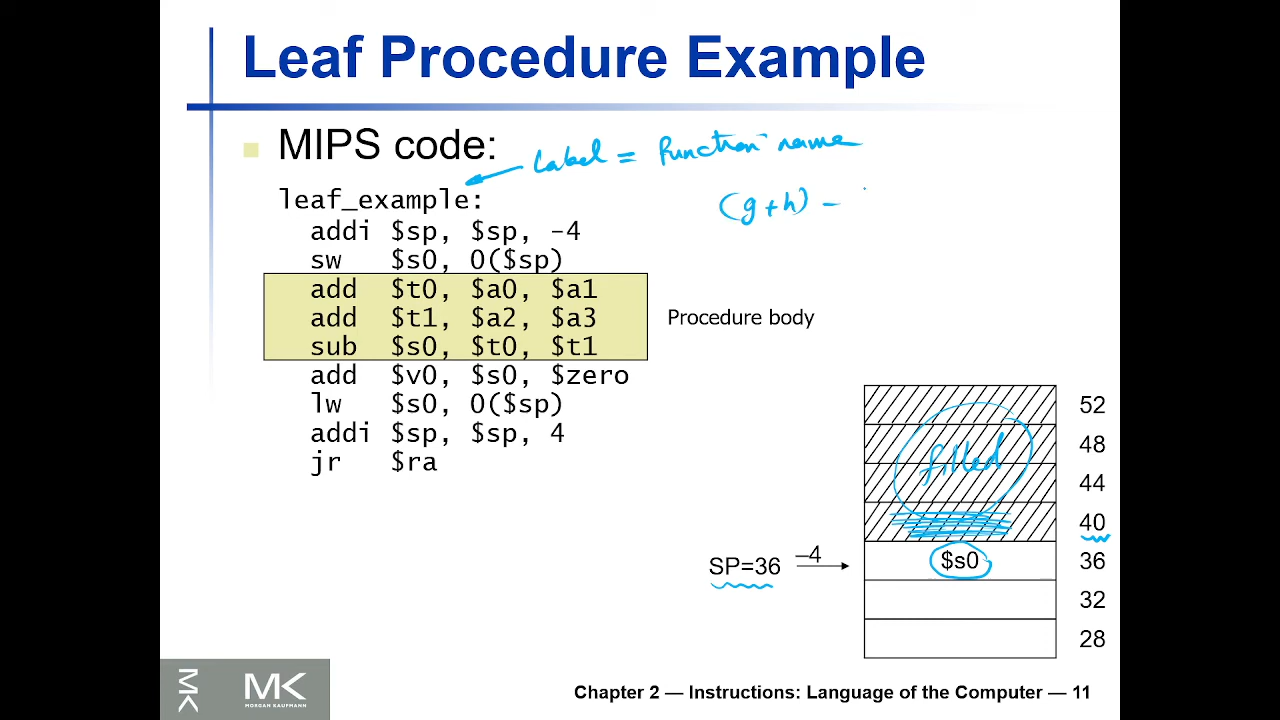 Leaf Procedure Example
MIPS code:
Label = Function name
leaf_example:
(g+h) -
addi $sp, $sp, -4
sw $s0, 0($sp)
add $t0, $a0, $a1
add $t1, $a2, $a3
Procedure body
sub $s0, $t0, $t1
add $v0, $s0, $zero
lw $s0, 0($sp)
addi $sp, $sp, 4
jr $ra
52
48
filled
44
40
SP=36
–4
$s0
36
32
28
MK
MK
MORGAN KAUFMANN
Chapter 2 — Instructions: Language of the Computer — 11